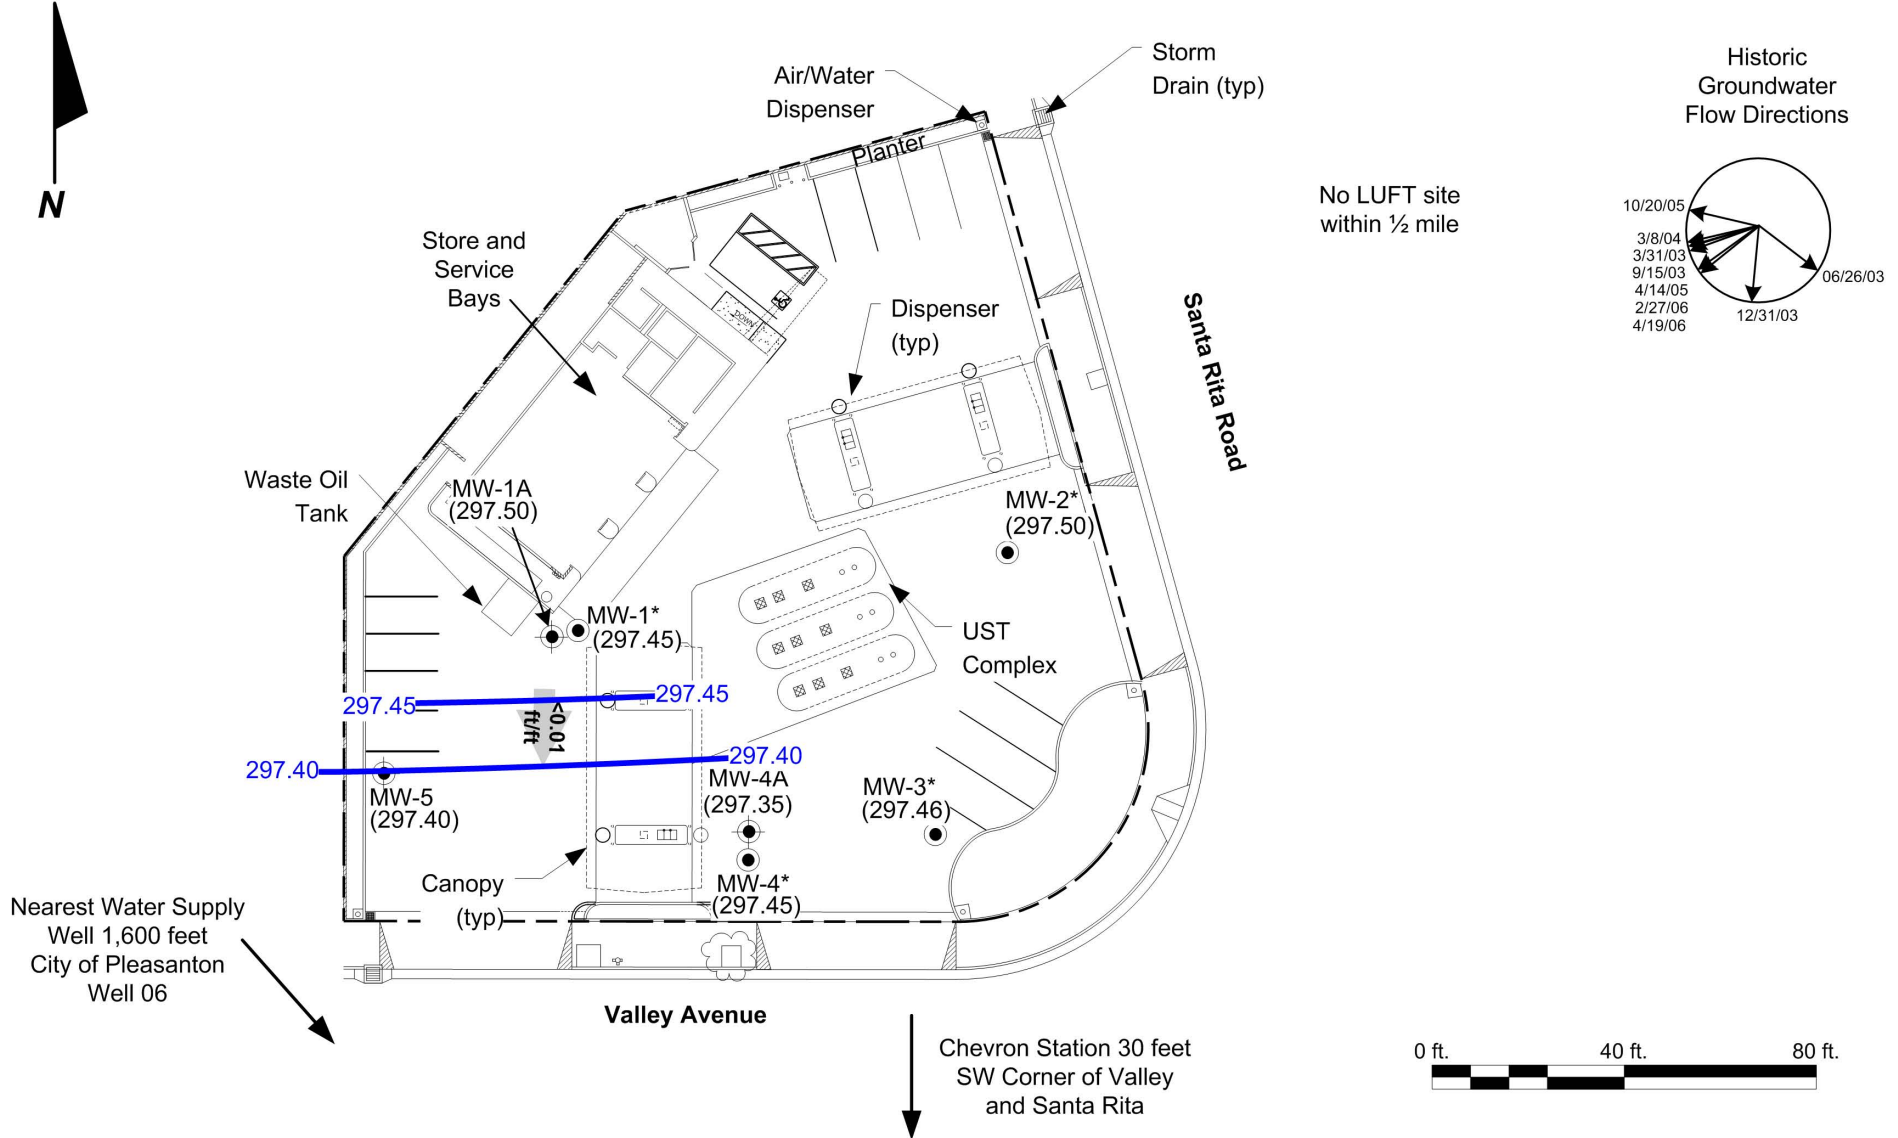 Storm
Drain (typ)
Air/Water
Dispenser
Historic
Groundwater
Flow Directions
Planter
N
No LUFT site
within ½ mile
10/20/05
3/8/04
3/31/03
9/15/03
4/14/05
2/27/06
4/19/06
06/26/03
12/31/03
Store and
Service
Bays
DOWN
Dispenser
(typ)
Santa Rita Road
Waste Oil
Tank
MW-1A
(297.50)
MW-2*
(297.50)
MW-1*
(297.45)
UST
Complex
297.45
297.45
<0.01
ft/ft
297.40
297.40
MW-5
(297.40)
MW-4A
(297.35)
MW-3*
(297.46)
Canopy
(typ)
MW-4*
(297.45)
Nearest Water Supply
Well 1,600 feet
City of Pleasanton
Well 06
Valley Avenue
Chevron Station 30 feet
SW Corner of Valley
and Santa Rita
0 ft.
40 ft.
80 ft.